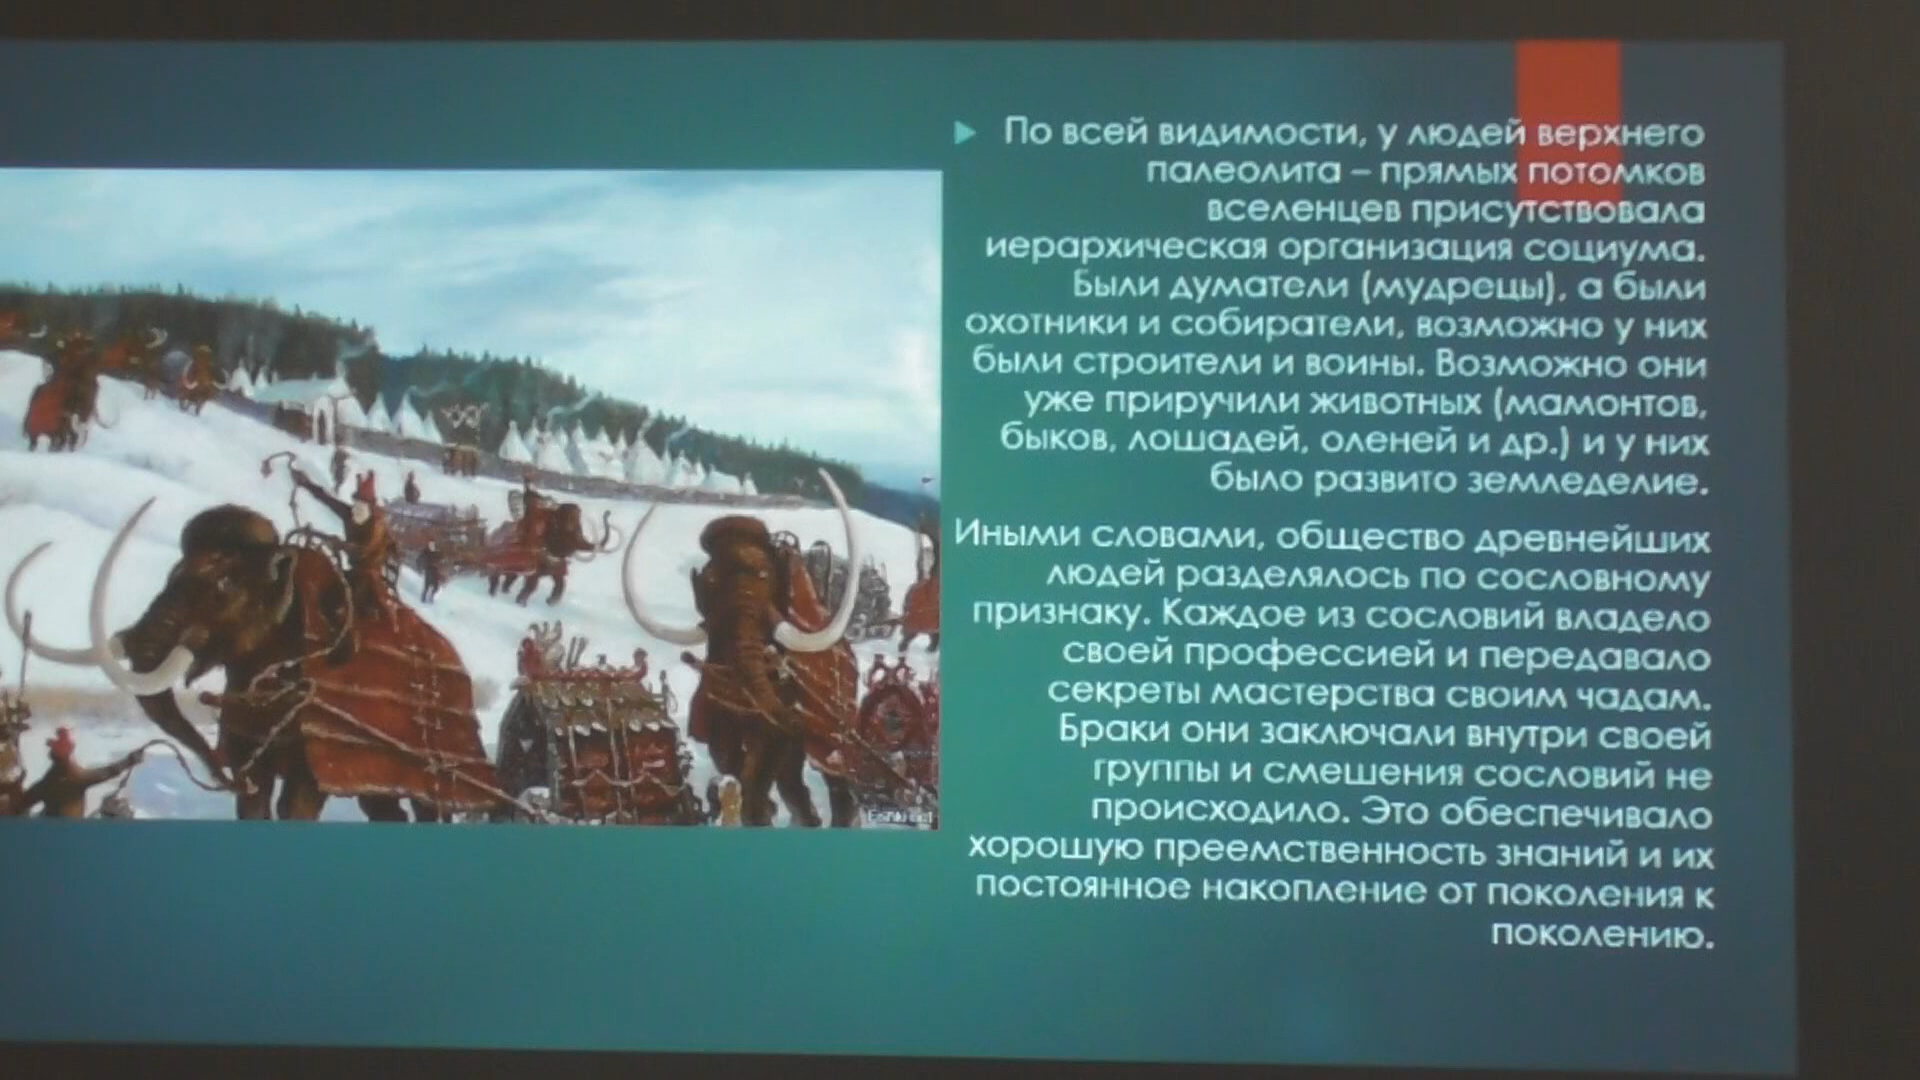 По всей видимости, у людей верхнего
палеолита – прямых потомков
вселенцев присутствовала
иерархическая организация социума.
Были думатели (мудрецы), а были
охотники и собиратели, возможно у них
были строители и воины. Возможно они
уже приручили животных (мамонтов,
быков, лошадей, оленей и др.) и у них
было развито земледелие.
Иными словами, общество древнейших
людей разделялось по сословному
признаку. Каждое из сословий владело
своей профессией и передавало
секреты мастерства своим чадам.
Браки они заключали внутри своей
группы и смешения сословий не
происходило. Это обеспечивало
хорошую преемственность знаний и их
постоянное накопление от поколения к
поколению.